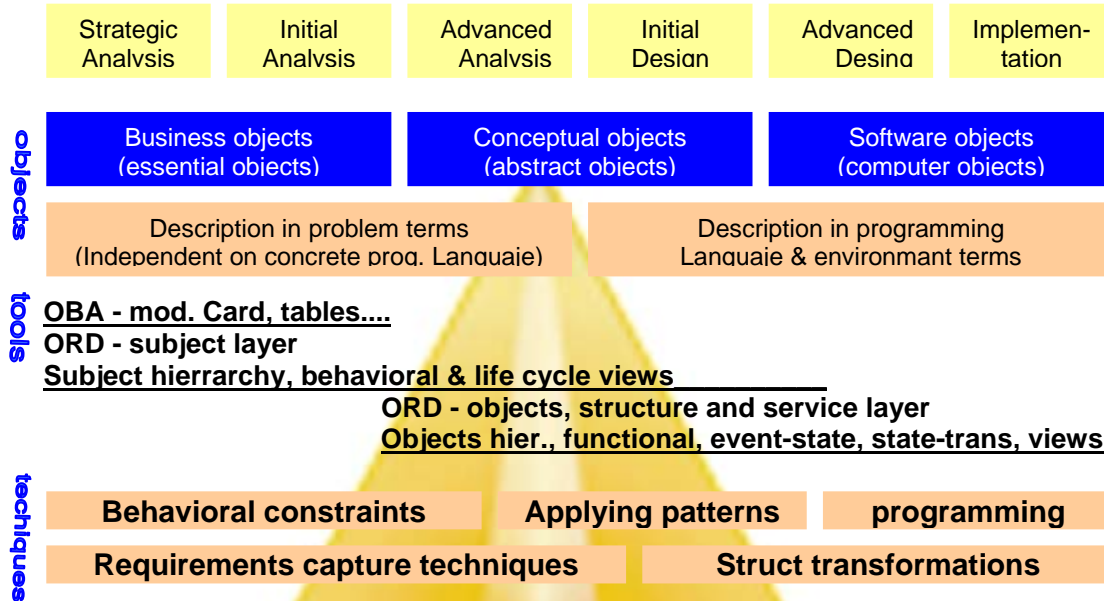 Strategic
Analysis
Initial
Analysis
Advanced
Analysis
Initial
Design
Advanced
Desing
Implemen-
tation
objects
Business objects
(essential objects)
Conceptual objects
(abstract objects)
Software objects
(computer objects)
Description in problem terms
(Independent on concrete prog. Languaje)
Description in programming
Languaje & environmant terms
tools
OBA - mod. Card, tables....
ORD - subject layer
Subject hierrarchy, behavioral & life cycle views__________
ORD - objects, structure and service layer
Objects hier., functional, event-state, state-trans, views
techiques
Behavioral constraints
Applying patterns
programming
Requirements capture techniques
Struct transformations